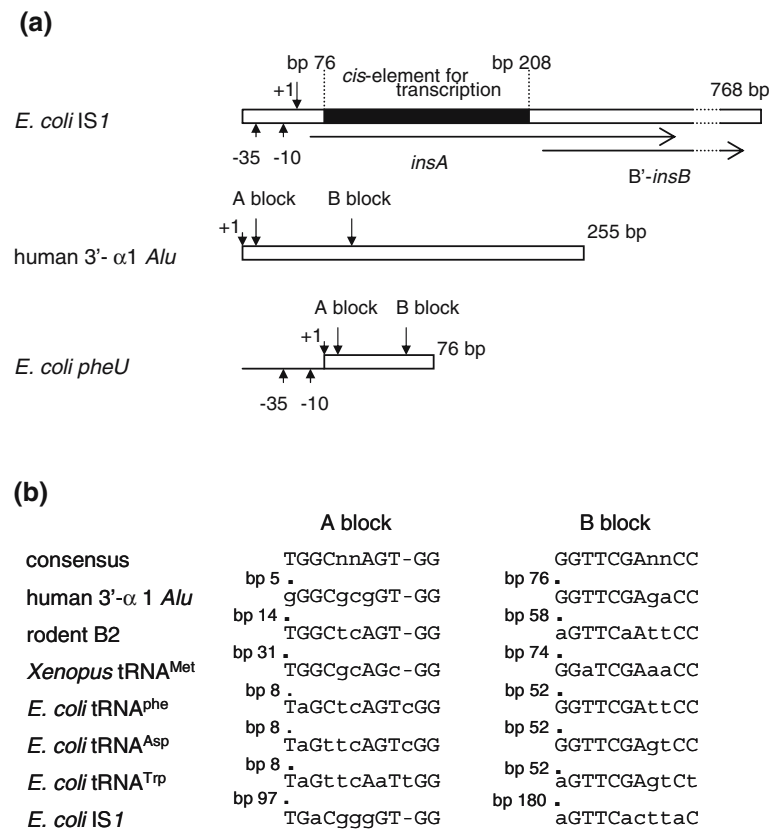 (a)
bp 76 bp 208
+1 cis-element for transcription 768 bp
E. coli IS1
-35 -10 insA B'-insB
A block B block
+1 255 bp
human 3'- α1 Alu
A block B block
+1 76 bp
E. coli pheU
-35 -10
(b)
A block B block
consensus TGGCnnAGT-GG GGTTCGAnnCC
bp 5 bp 76
human 3'-α 1 Alu gGGCgcgGT-GG GGTTCGAgaCC
bp 14 bp 58
rodent B2 TGGCtcAGT-GG aGTTCaAttCC
bp 31 bp 74
Xenopus tRNAMet TGGCgcAGc-GG GGaTCGAaaCC
bp 8 bp 52
E. coli tRNAphe TaGCtcAGTcGG GGTTCGAttCC
bp 8 bp 52
E. coli tRNAAsp TaGttcAGTcGG GGTTCGAgtCC
bp 8 bp 52
E. coli tRNATrp TaGttcAaTtGG aGTTCGAgtCt
bp 97 bp 180
E. coli IS1 TGaCgggGT-GG aGTTCacttaC